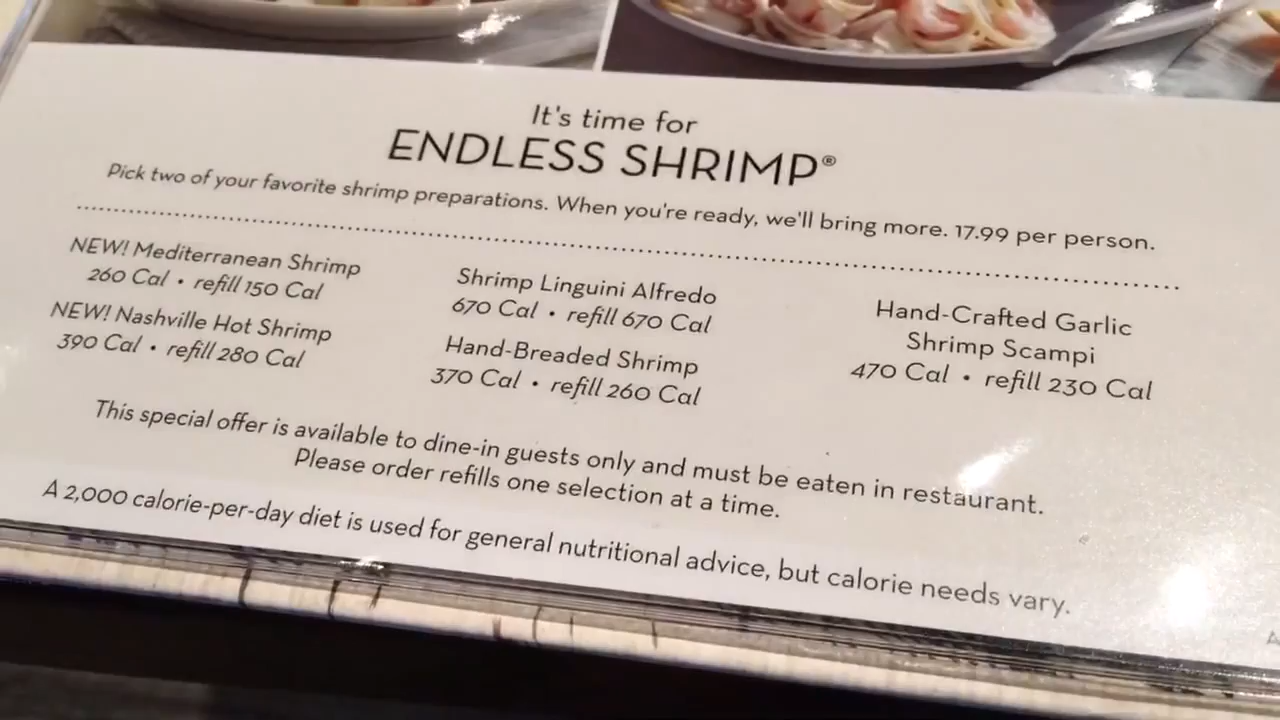 It's time for
ENDLESS SHRIMP®
Pick two of your favorite shrimp preparations. When you're ready, we'll bring more. 17.99 per person.
NEW! Mediterranean Shrimp
260 Cal • refill 150 Cal
NEW! Nashville Hot Shrimp
390 Cal • refill 280 Cal
Shrimp Linguini Alfredo
670 Cal • refill 670 Cal
Hand-Breaded Shrimp
370 Cal • refill 260 Cal
Hand-Crafted Garlic
Shrimp Scampi
470 Cal • refill 230 Cal
This special offer is available to dine-in guests only and must be eaten in restaurant.
Please order refills one selection at a time.
A 2,000 calorie-per-day diet is used for general nutritional advice, but calorie needs vary.